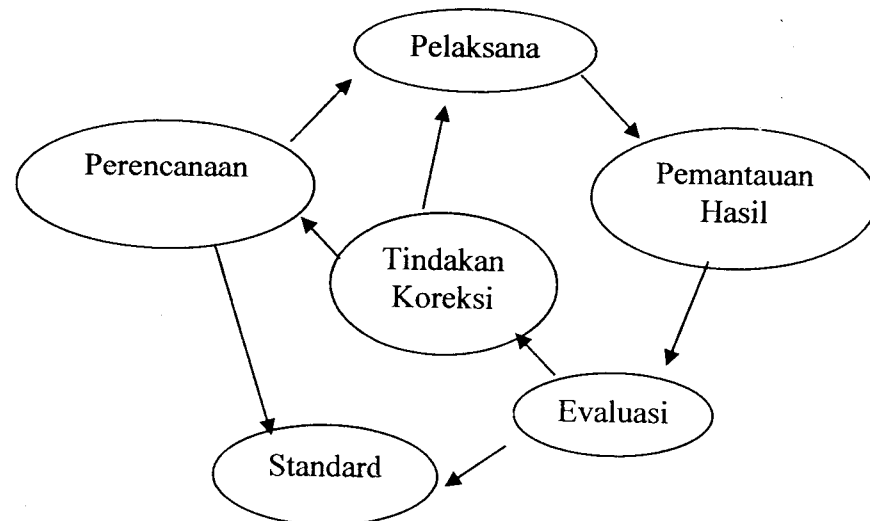 Pelaksana
Perencanaan
Pemantauan
Hasil
Tindakan
Koreksi
Evaluasi
Standard